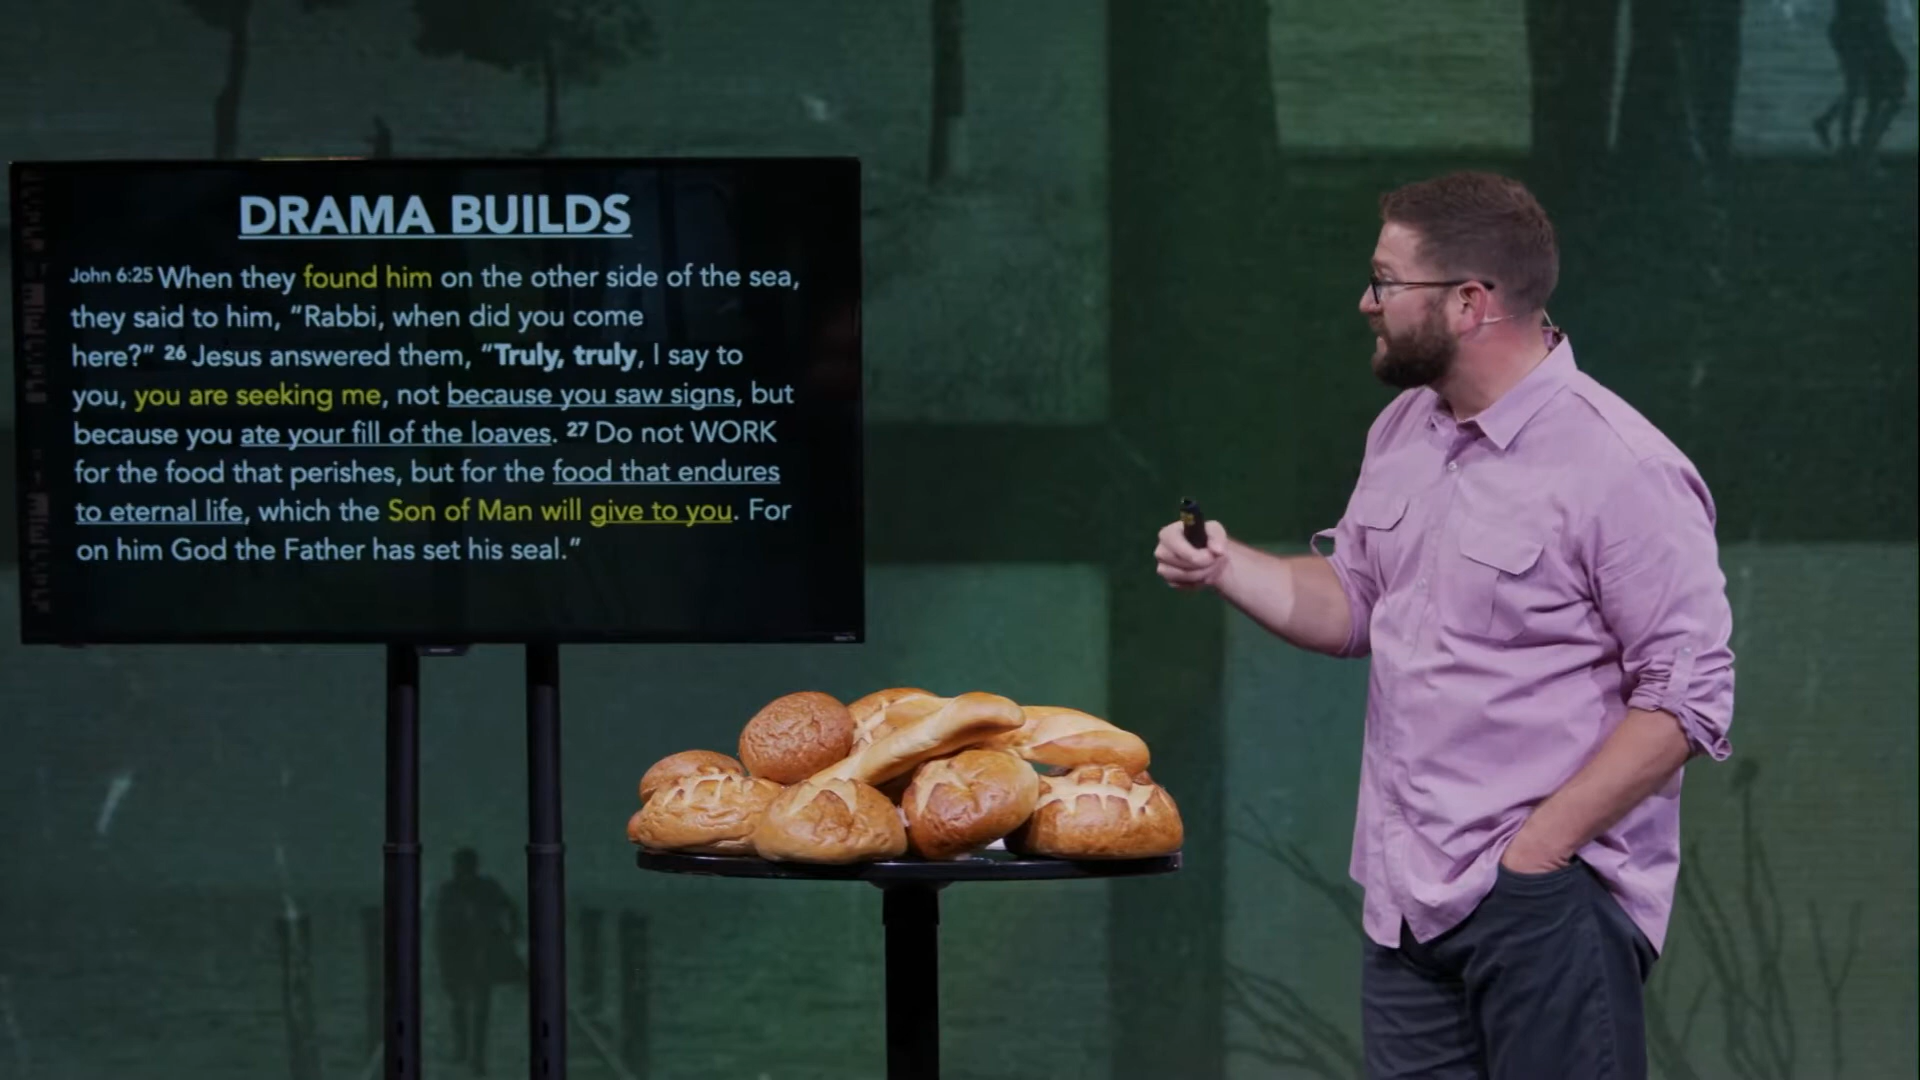 DRAMA BUILDS
John 6:25 When they found him on the other side of the sea,
they said to him, “Rabbi, when did you come
here?” 26 Jesus answered them, “Truly, truly, I say to
you, you are seeking me, not because you saw signs, but
because you ate your fill of the loaves. 27 Do not WORK
for the food that perishes, but for the food that endures
to eternal life, which the Son of Man will give to you. For
on him God the Father has set his seal.”